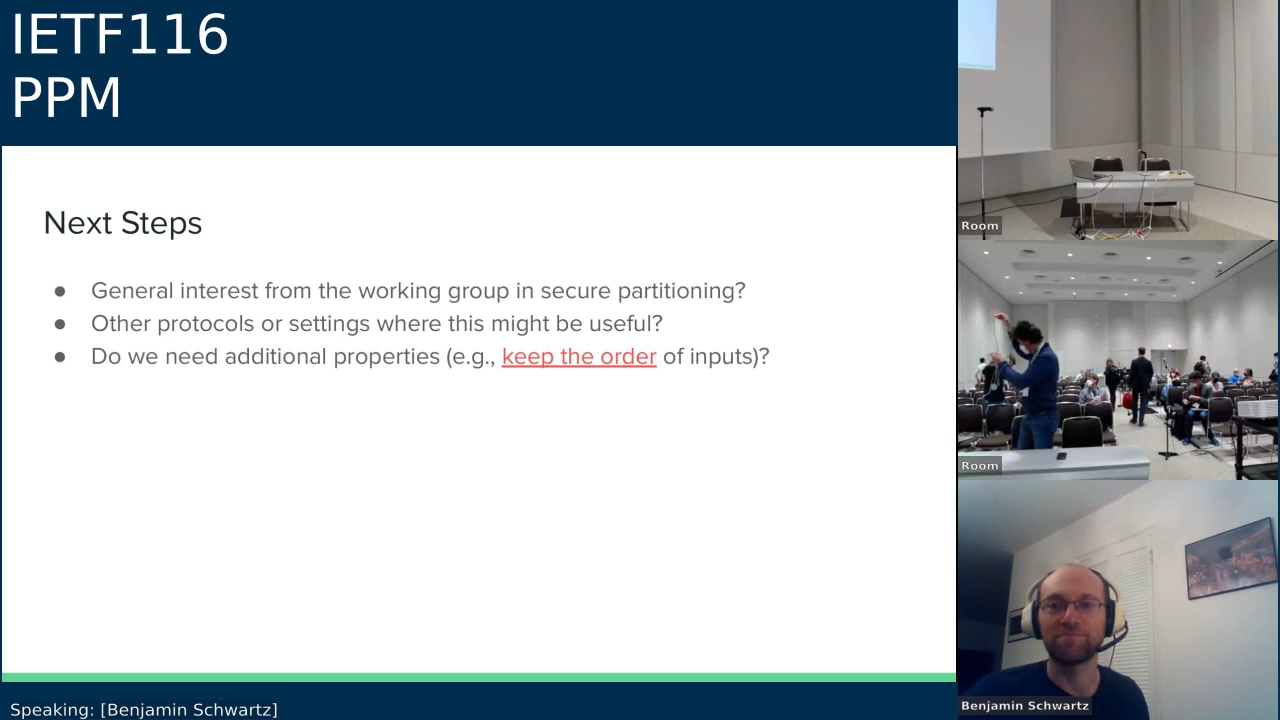 IETF116
PPM
Next Steps
● General interest from the working group in secure partitioning?
● Other protocols or settings where this might be useful?
● Do we need additional properties (e.g., keep the order of inputs)?
Room
Room
Benjamin Schwartz
Speaking: [Benjamin Schwartz]